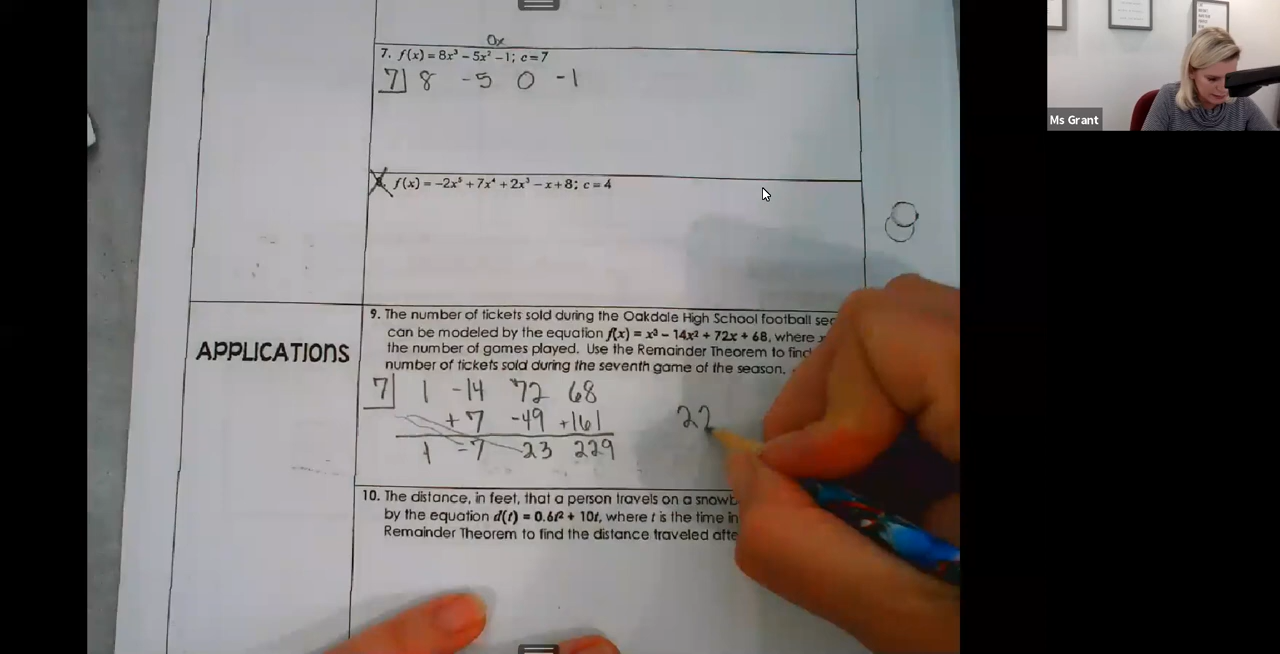 0x
7. f(x) = 8x³ − 5x² − 1; c = 7
7 8 -5 0 -1
f(x) = −2x⁵ + 7x⁴ + 2x³ − x + 8; c = 4
APPLICATIONS
9. The number of tickets sold during the Oakdale High School football
can be modeled by the equation f(x) = x³ − 14x² + 72x + 68, where x
the number of games played. Use the Remainder Theorem to find
number of tickets sold during the seventh game of the season.
7 1 -14 72 68
+7 -49 +161
1 -7 23 229
22
10. The distance, in feet, that a person travels on a
by the equation d(t) = 0.6t² + 10t, where t is the time in
Remainder Theorem to find the distance traveled
Ms Grant